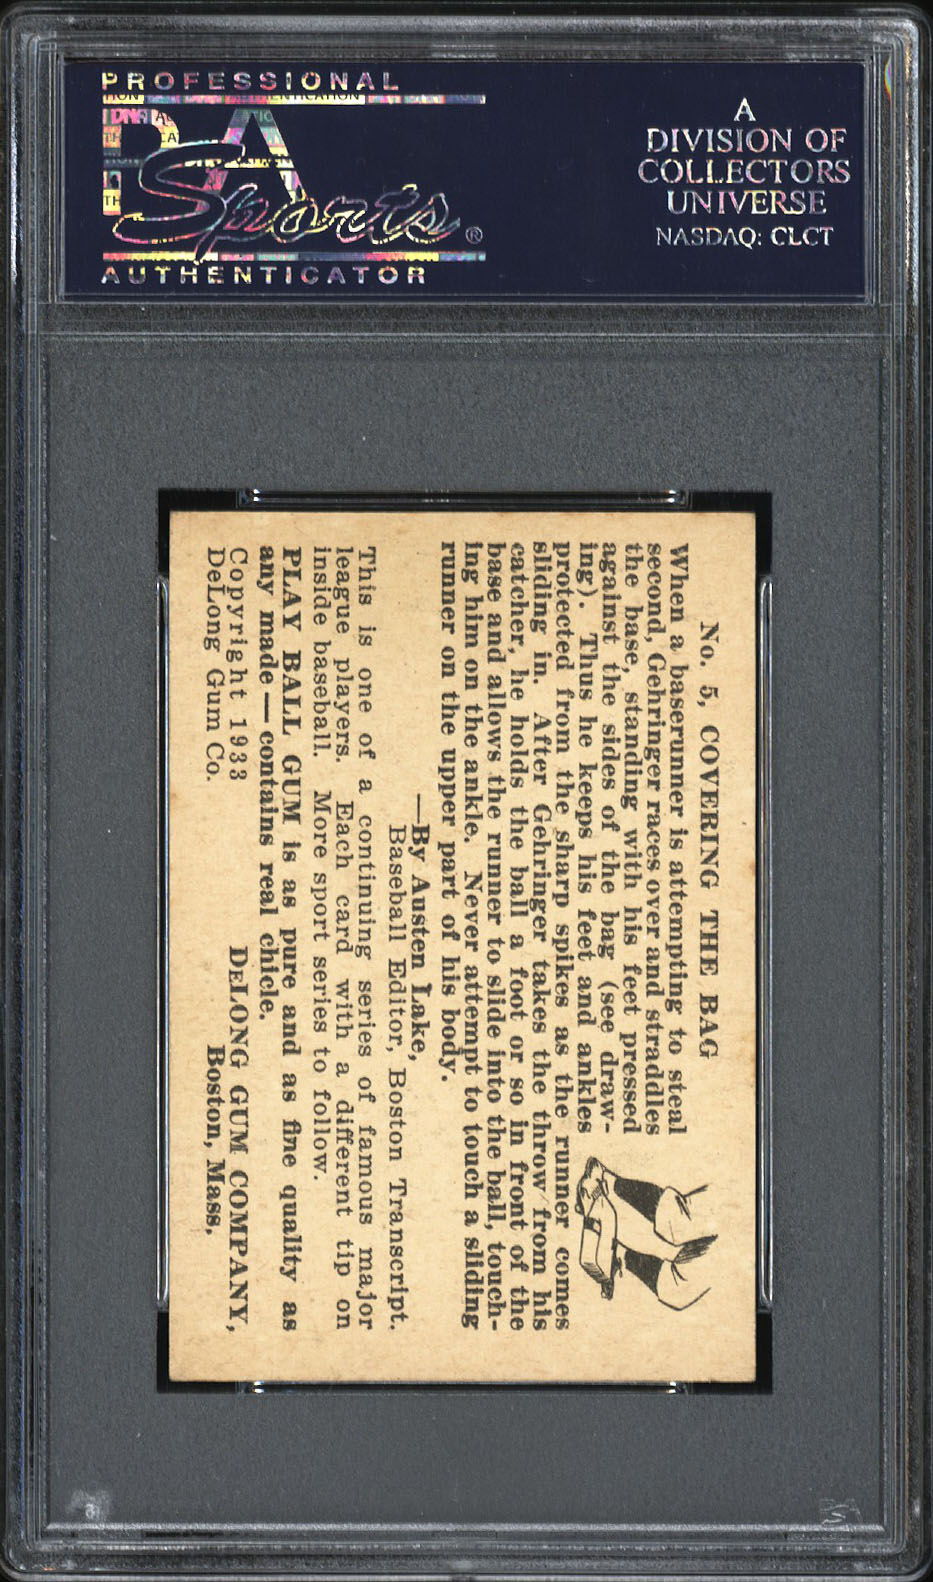 PROFESSIONAL
Sports ®
AUTHENTICATOR
A
DIVISION OF
COLLECTORS
UNIVERSE
NASDAQ: CLCT
No. 5, COVERING THE BAG
When a baserunner is attempting to steal
second, Gehringer races over and straddles
the base, standing with his feet pressed
against the sides of the bag (see draw-
ing). Thus he keeps his feet and ankles
protected from the sharp spikes as the runner comes
sliding in. After Gehringer takes the throw from his
catcher, he holds the ball a foot or so in front of the
base and allows the runner to slide into the ball, touch-
ing him on the ankle. Never attempt to touch a sliding
runner on the upper part of his body.
—By Austen Lake,
Baseball Editor, Boston Transcript.
This is one of a continuing series of famous major
league players. Each card with a different tip on
inside baseball. More sport series to follow.
PLAY BALL GUM is as pure and as fine quality as
any made—contains real chicle.
DELONG GUM COMPANY,
Copyright 1933
DeLong Gum Co.
Boston, Mass.